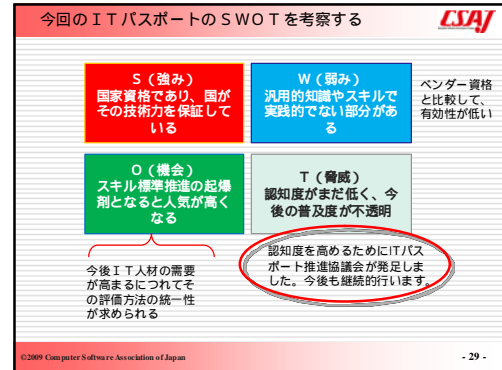 今回のＩＴパスポートのＳＷＯＴを考察する
CSAJ
Ｓ（強み）
国家資格であり、国が
その技術力を保証して
いる
Ｗ（弱み）
汎用的知識やスキルで
実践的でない部分があ
る
ベンダー資格
と比較して、
有効性が低い
Ｏ（機会）
スキル標準推進の起爆
剤となると人気が高く
なる
Ｔ（脅威）
認知度がまだ低く、今
後の普及度が不透明
今後ＩＴ人材の需要
が高まるにつれてそ
の評価方法の統一性
が求められる
認知度を高めるためにITパス
ポート推進協議会が発足しま
した。今後も継続的行います。
©2009 Computer Software Association of Japan
- 29 -